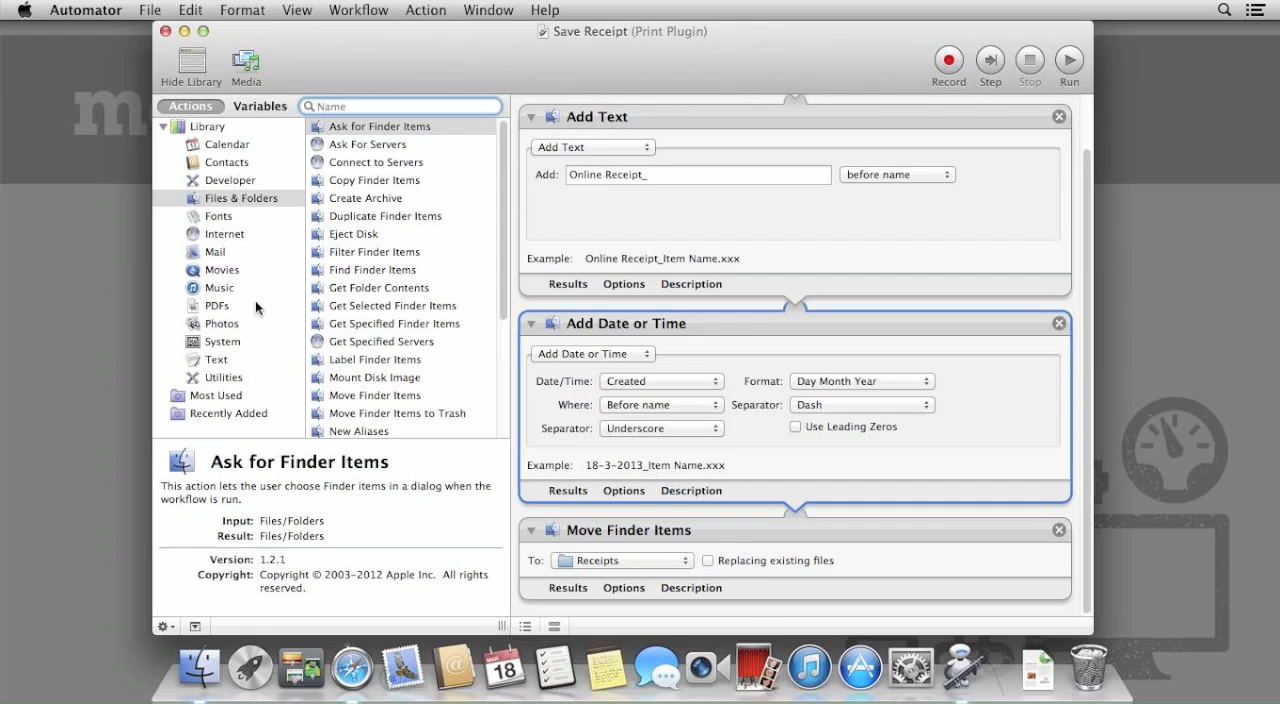 Automator File Edit Format View Workflow Action Window Help
Save Receipt (Print Plugin)
Hide Library Media
Record Step Stop Run
Actions Variables Name
Library
Calendar
Contacts
Developer
Files & Folders
Fonts
Internet
Mail
Movies
Music
PDFs
Photos
System
Text
Utilities
Most Used
Recently Added
Ask for Finder Items
Ask For Servers
Connect to Servers
Copy Finder Items
Create Archive
Duplicate Finder Items
Eject Disk
Filter Finder Items
Find Finder Items
Get Folder Contents
Get Selected Finder Items
Get Specified Finder Items
Get Specified Servers
Label Finder Items
Mount Disk Image
Move Finder Items
Move Finder Items to Trash
New Aliases
Ask for Finder Items
This action lets the user choose Finder items in a dialog when the
workflow is run.
Input: Files/Folders
Result: Files/Folders
Version: 1.2.1
Copyright: Copyright © 2003-2012 Apple Inc. All rights
reserved.
Add Text
Add Text
Add: Online Receipt_ before name
Example: Online Receipt_Item Name.xxx
Results Options Description
Add Date or Time
Add Date or Time
Date/Time: Created Format: Day Month Year
Where: Before name Separator: Dash
Separator: Underscore Use Leading Zeros
Example: 18-3-2013_Item Name.xxx
Results Options Description
Move Finder Items
To: Receipts Replacing existing files
Results Options Description
MAR
18